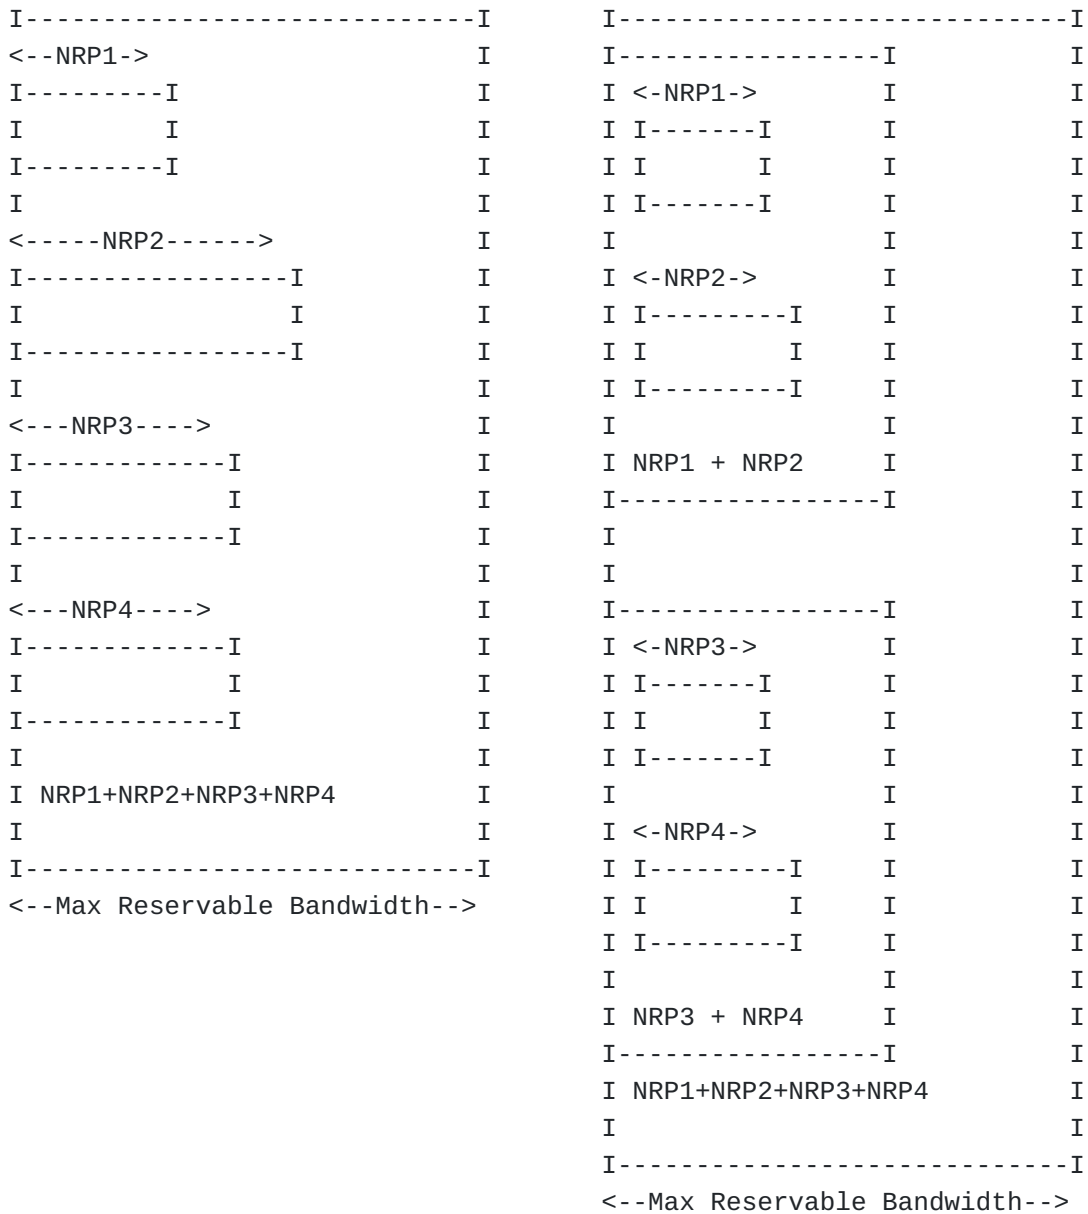 I-----------------------------I       I-----------------------------I
<--NRP1->                     I       I-----------------I           I
I---------I                   I       I <-NRP1->        I           I
I         I                   I       I I-------I       I           I
I---------I                   I       I I       I       I           I
I                             I       I I-------I       I           I
<-----NRP2------>             I       I                 I           I
I-----------------I           I       I <-NRP2->        I           I
I                 I           I       I I---------I     I           I
I-----------------I           I       I I         I     I           I
I                             I       I I---------I     I           I
<---NRP3---->                 I       I                 I           I
I-------------I               I       I NRP1 + NRP2     I           I
I             I               I       I-----------------I           I
I-------------I               I       I                             I
I                             I       I                             I
<---NRP4---->                 I       I-----------------I           I
I-------------I               I       I <-NRP3->        I           I
I             I               I       I I-------I       I           I
I-------------I               I       I I       I       I           I
I                             I       I I-------I       I           I
I NRP1+NRP2+NRP3+NRP4         I       I                 I           I
I                             I       I <-NRP4->        I           I
I-----------------------------I       I I---------I     I           I
<--Max Reservable Bandwidth-->        I I         I     I           I
                                      I I---------I     I           I
                                      I                 I           I
                                      I NRP3 + NRP4     I           I
                                      I-----------------I           I
                                      I NRP1+NRP2+NRP3+NRP4         I
                                      I                             I
                                      I-----------------------------I
                                      <--Max Reservable Bandwidth-->